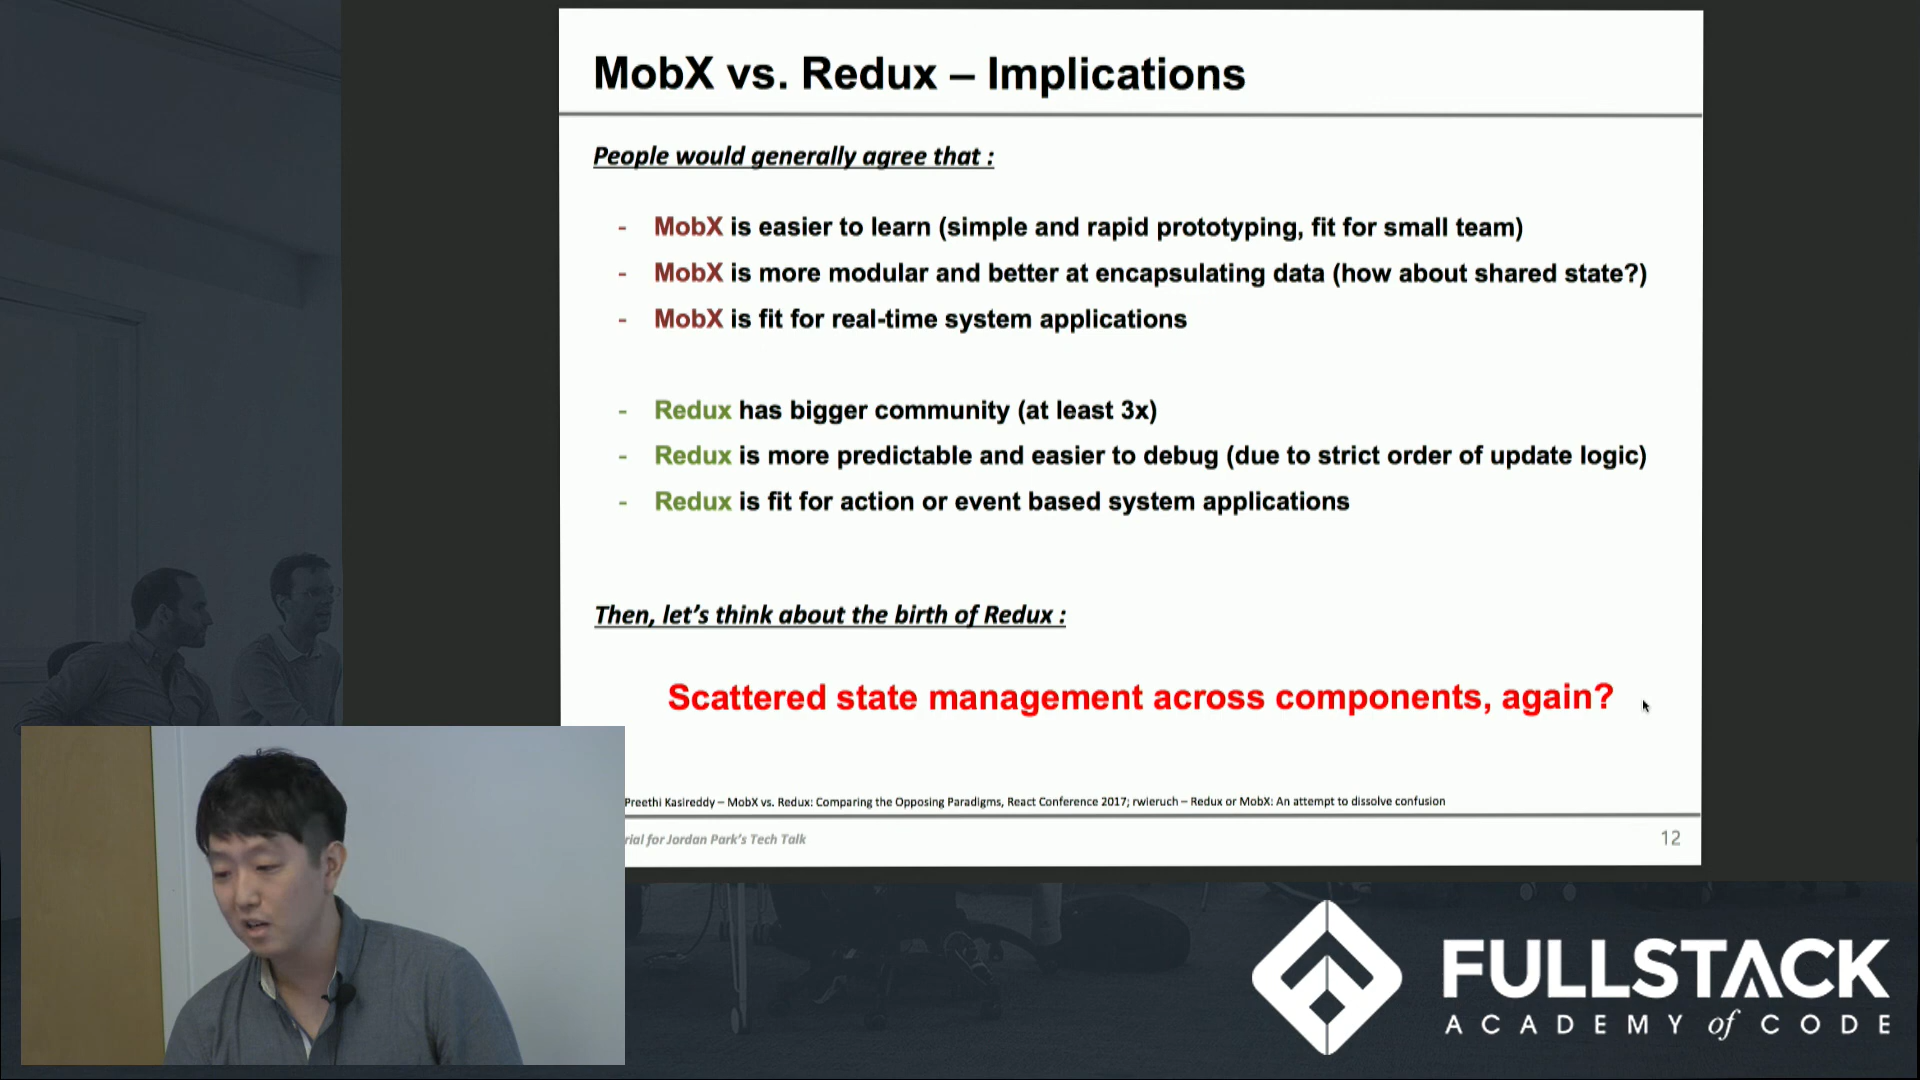 MobX vs. Redux – Implications
People would generally agree that :
- MobX is easier to learn (simple and rapid prototyping, fit for small team)
- MobX is more modular and better at encapsulating data (how about shared state?)
- MobX is fit for real-time system applications
- Redux has bigger community (at least 3x)
- Redux is more predictable and easier to debug (due to strict order of update logic)
- Redux is fit for action or event based system applications
Then, let's think about the birth of Redux :
Scattered state management across components, again?
Preethi Kasireddy – MobX vs. Redux: Comparing the Opposing Paradigms, React Conference 2017; rwieruch – Redux or MobX: An attempt to dissolve confusion
for Jordan Park's Tech Talk
12
FULLSTACK
ACADEMY of CODE